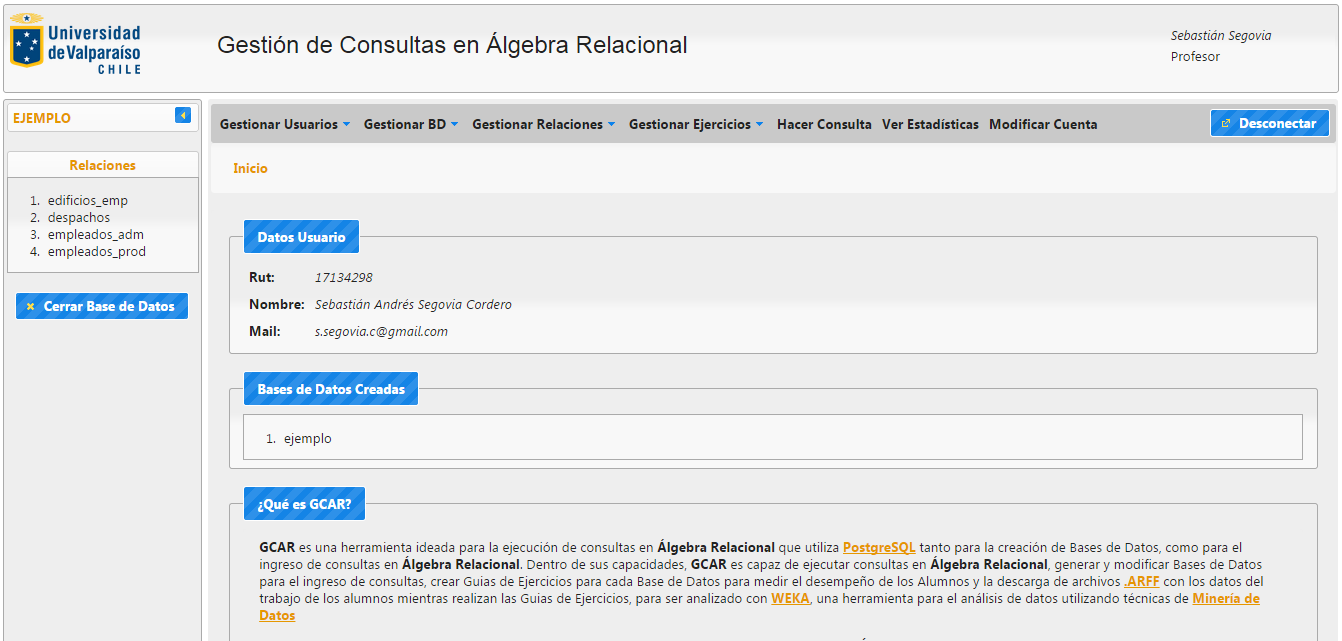 Universidad
de Valparaíso
CHILE
Gestión de Consultas en Álgebra Relacional
Sebastián Segovia
Profesor
EJEMPLO
Relaciones
1. edificios_emp
2. despachos
3. empleados_adm
4. empleados_prod
Cerrar Base de Datos
Gestionar Usuarios Gestionar BD Gestionar Relaciones Gestionar Ejercicios Hacer Consulta Ver Estadísticas Modificar Cuenta Desconectar
Inicio
Datos Usuario
Rut: 17134298
Nombre: Sebastián Andrés Segovia Cordero
Mail: s.segovia.c@gmail.com
Bases de Datos Creadas
1. ejemplo
¿Qué es GCAR?
GCAR es una herramienta ideada para la ejecución de consultas en Álgebra Relacional que utiliza PostgreSQL tanto para la creación de Bases de Datos, como para el
ingreso de consultas en Álgebra Relacional. Dentro de sus capacidades, GCAR es capaz de ejecutar consultas en Álgebra Relacional, generar y modificar Bases de Datos
para el ingreso de consultas, crear Guias de Ejercicios para cada Base de Datos para medir el desempeño de los Alumnos y la descarga de archivos .ARFF con los datos del
trabajo de los alumnos mientras realizan las Guias de Ejercicios, para ser analizado con WEKA, una herramienta para el análisis de datos utilizando técnicas de Minería de
Datos